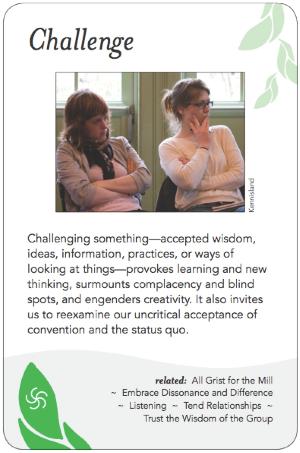 Challenge
Kennisland
Challenging something—accepted wisdom,
ideas, information, practices, or ways of
looking at things—provokes learning and new
thinking, surmounts complacency and blind
spots, and engenders creativity. It also invites
us to reexamine our uncritical acceptance of
convention and the status quo.
related: All Grist for the Mill
~ Embrace Dissonance and Difference
~ Listening ~ Tend Relationships ~
Trust the Wisdom of the Group